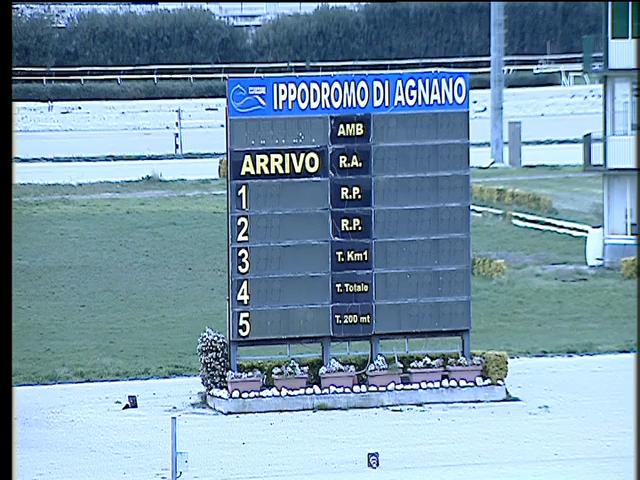 IPPODROMO DI AGNANO
AMB
ARRIVO R.A.
1 R.P.
2 R.P.
3 T. Km1
4 T. Totale
5 T. 200 mt